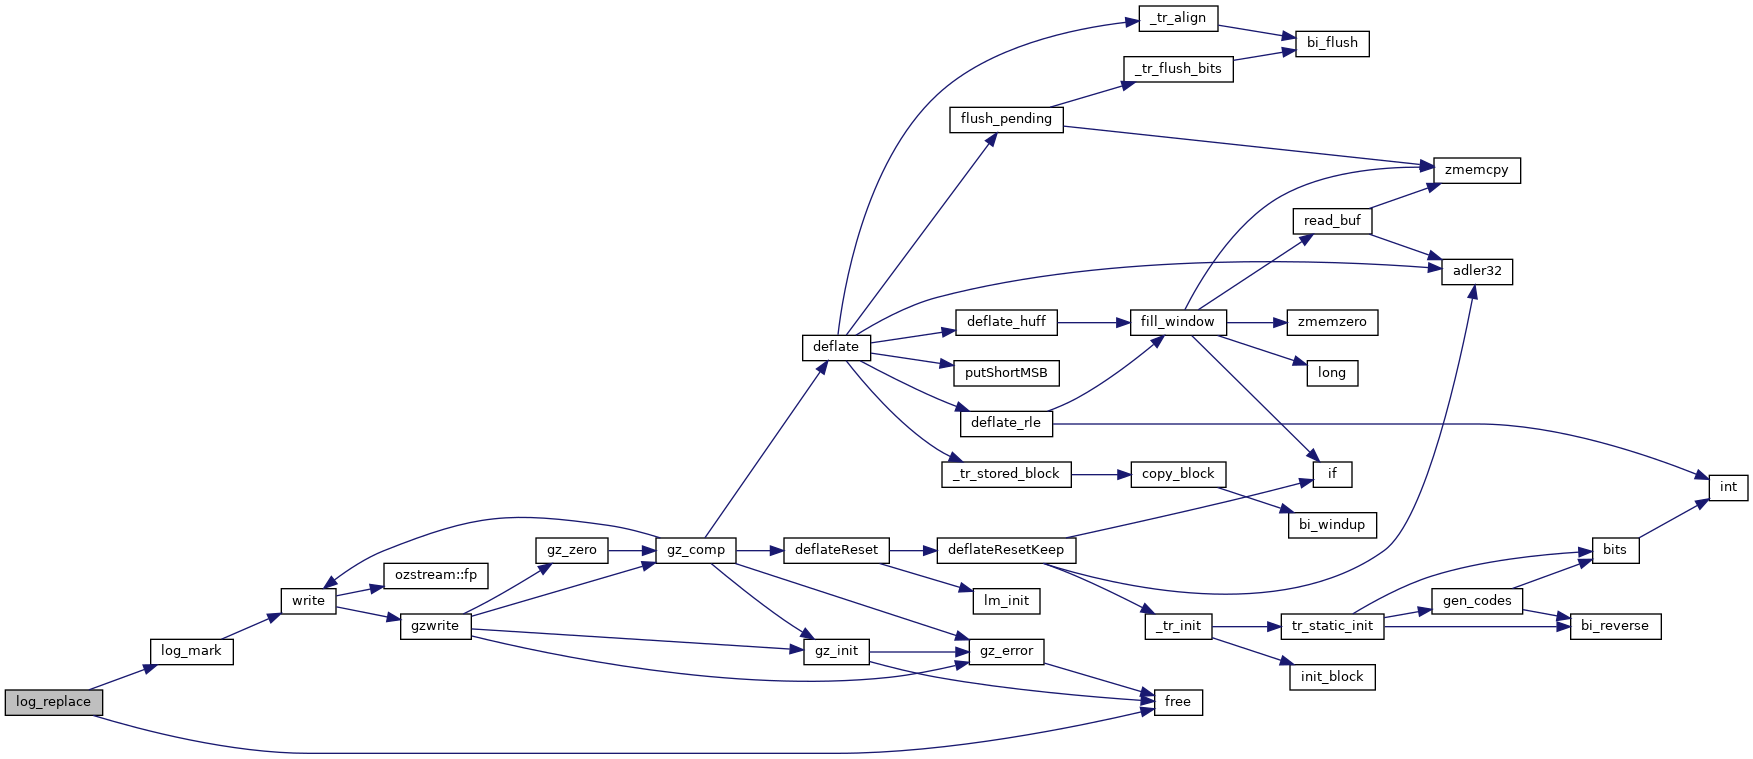 _tr_align
bi_flush
_tr_flush_bits
flush_pending
zmemcpy
read_buf
adler32
deflate_huff
fill_window
zmemzero
deflate
putShortMSB
long
deflate_rle
_tr_stored_block
copy_block
if
int
bi_windup
gz_zero
gz_comp
deflateReset
deflateResetKeep
bits
ozstream::fp
write
lm_init
gen_codes
gzwrite
_tr_init
tr_static_init
bi_reverse
log_mark
gz_init
gz_error
init_block
log_replace
free